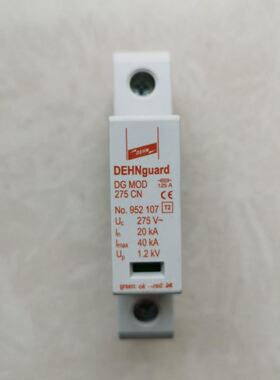 DEHN
DEHNguard
DG MOD 125 A
275 CN CE
No. 952 107 T2
Uc 275 V~
In 20 kA
Imax 40 kA
Up 1.2 kV
green: ok --red: